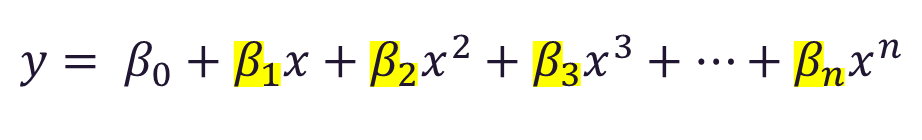 y = β₀ + β₁x + β₂x² + β₃x³ + ⋯ + βₙxⁿ